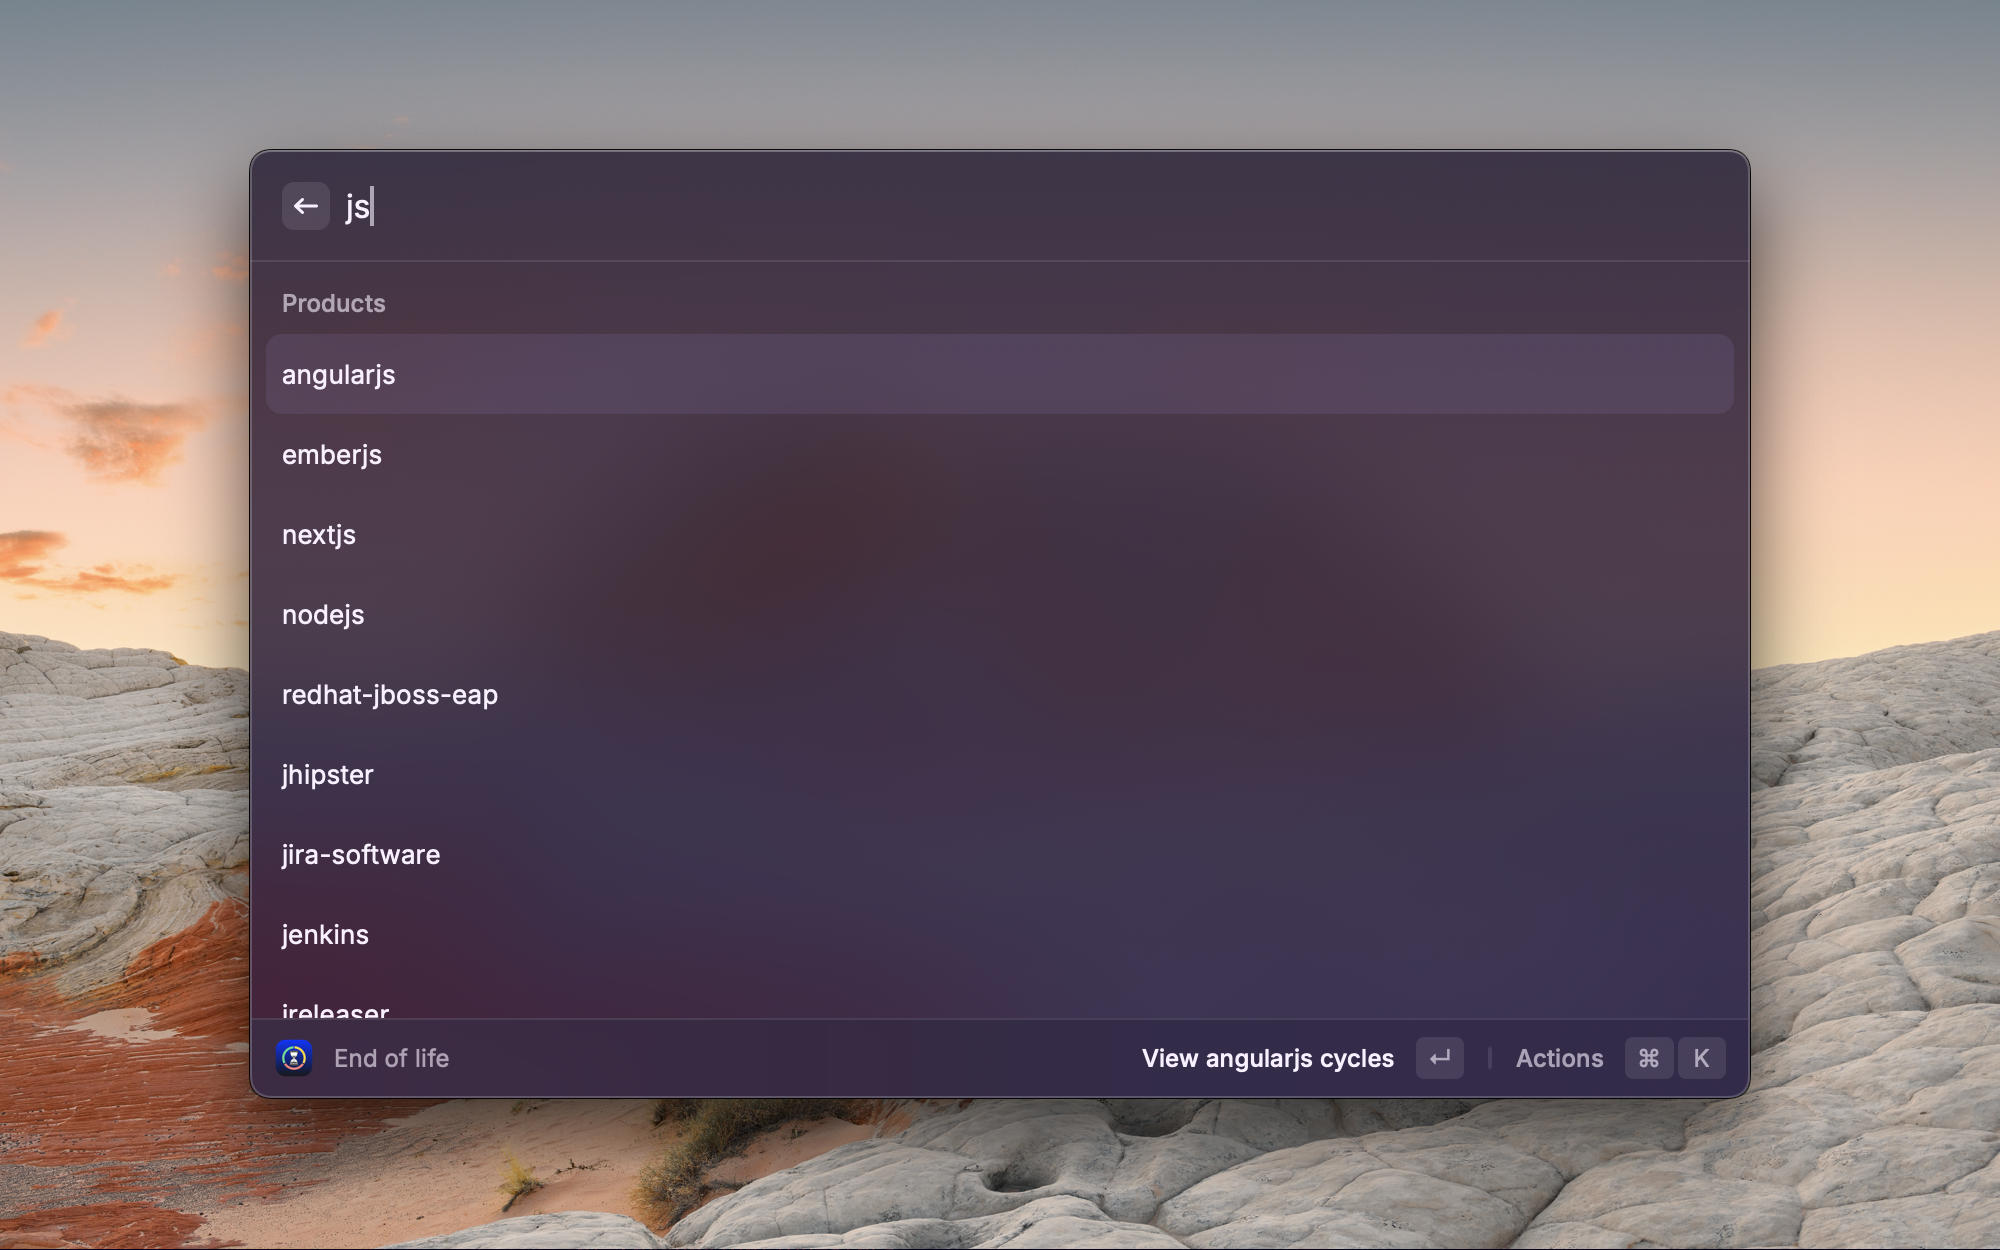 js
Products
angularjs
emberjs
nextjs
nodejs
redhat-jboss-eap
jhipster
jira-software
jenkins
jreleaser
End of life
View angularjs cycles
Actions ⌘ K